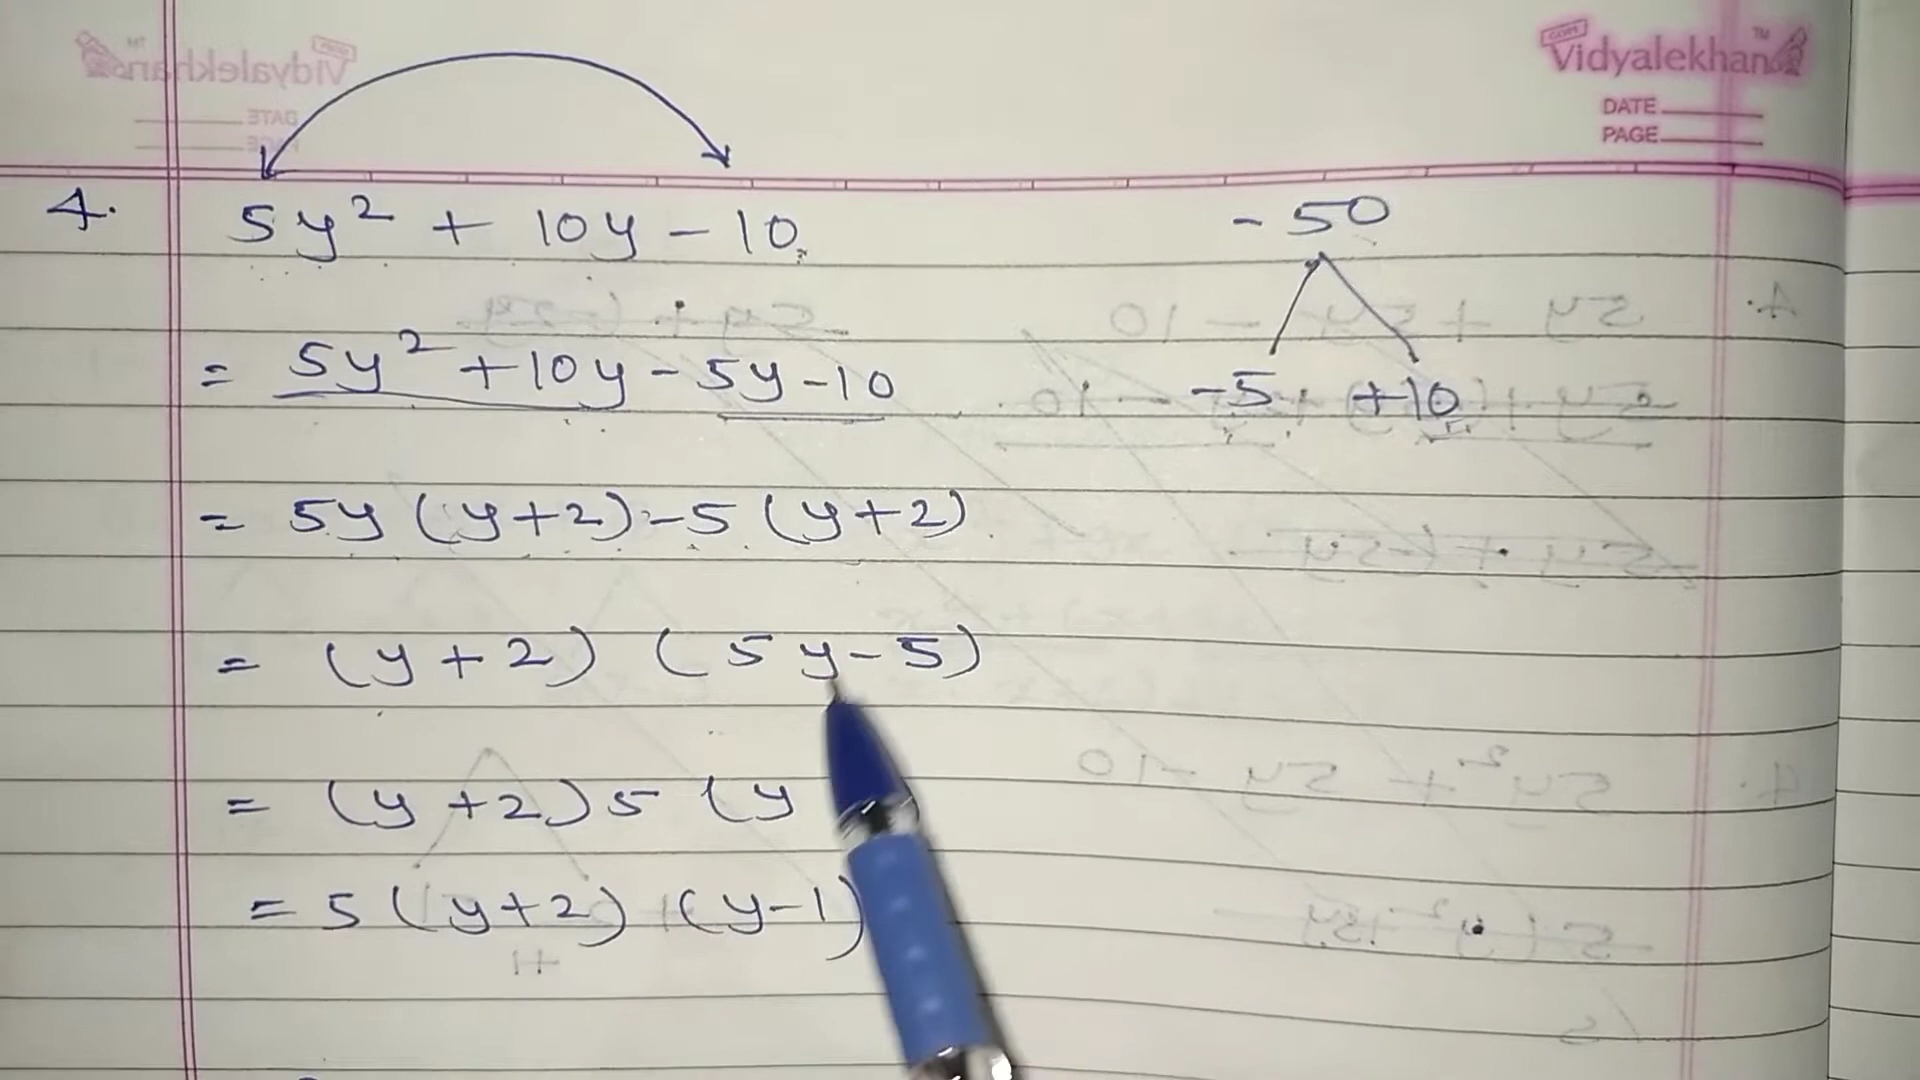 Vidyalekhan
DATE
PAGE
4. 5y² + 10y - 10
- 50
= 5y² + 10y - 5y - 10
-5 +10
= 5y (y+2) - 5 (y+2)
= (y+2) (5y-5)
= (y+2) 5 (y
= 5 (y+2) (y-1)